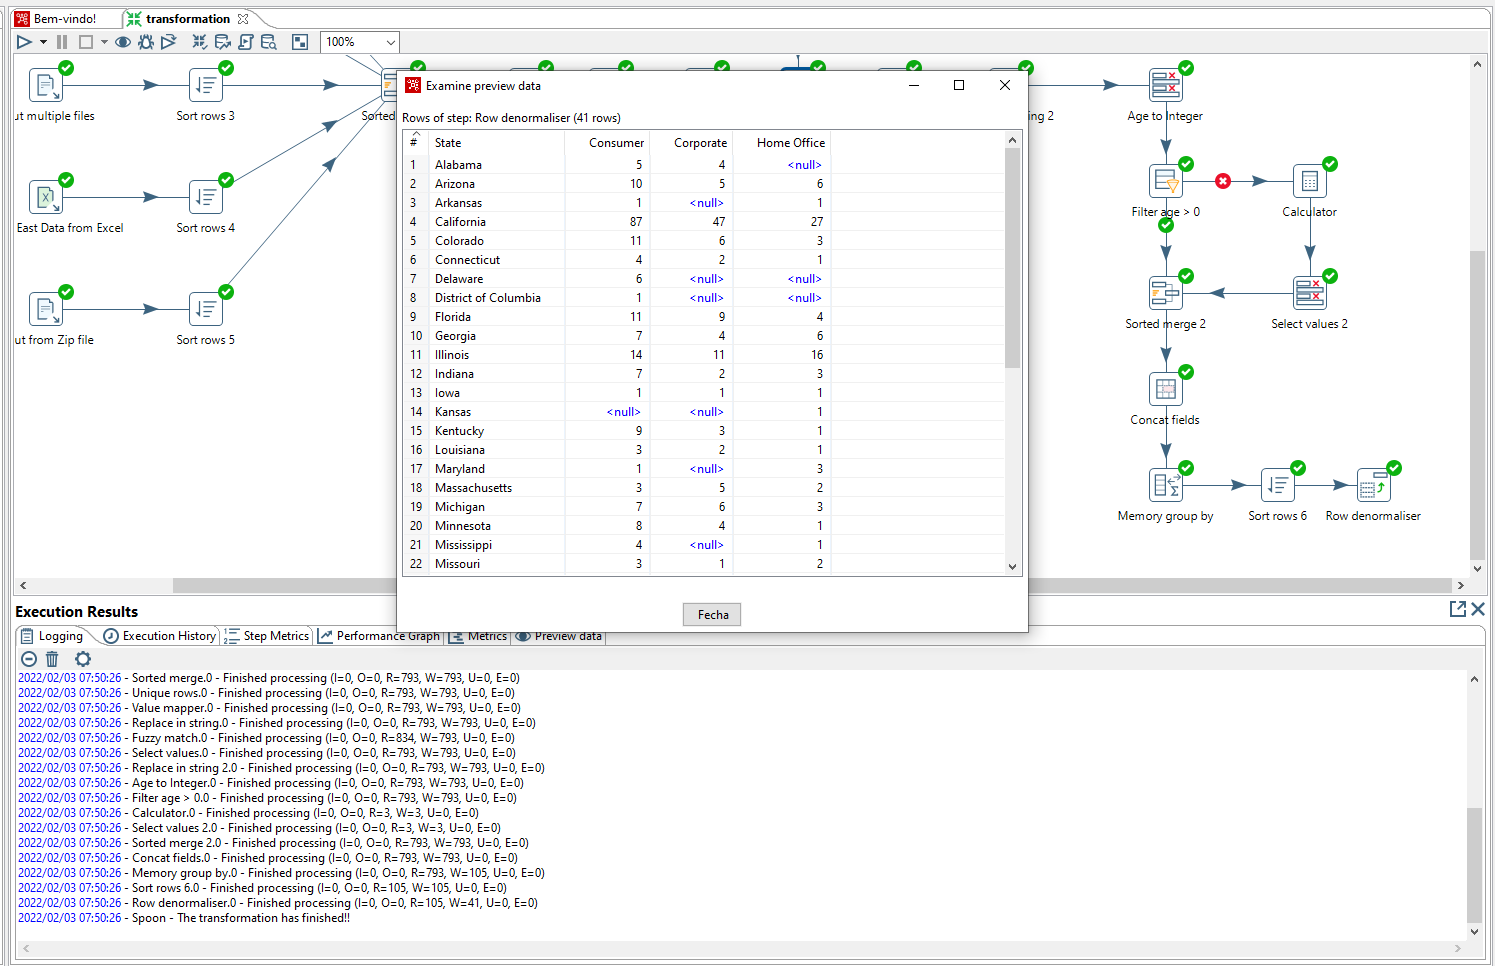 Bem-vindo!
transformation
100%
ut multiple files
Sort rows 3
Sorted
ng 2
Age to Integer
East Data from Excel
Sort rows 4
Filter age > 0
Calculator
ut from Zip file
Sort rows 5
Sorted merge 2
Select values 2
Concat fields
Memory group by
Sort rows 6
Row denormaliser
Examine preview data
Rows of step: Row denormaliser (41 rows)
# State Consumer Corporate Home Office
1 Alabama 5 4 <null>
2 Arizona 10 5 6
3 Arkansas 1 <null> 1
4 California 87 47 27
5 Colorado 11 6 3
6 Connecticut 4 2 1
7 Delaware 6 <null> <null>
8 District of Columbia 1 <null> <null>
9 Florida 11 9 4
10 Georgia 7 4 6
11 Illinois 14 11 16
12 Indiana 7 2 3
13 Iowa 1 1 1
14 Kansas <null> <null> 1
15 Kentucky 9 3 1
16 Louisiana 3 2 1
17 Maryland 1 <null> 3
18 Massachusetts 3 5 2
19 Michigan 7 6 3
20 Minnesota 8 4 1
21 Mississippi 4 <null> 1
22 Missouri 3 1 2
Fecha
Execution Results
Logging Execution History Step Metrics Performance Graph Metrics Preview data
2022/02/03 07:50:26 - Sorted merge.0 - Finished processing (I=0, O=0, R=793, W=793, U=0, E=0)
2022/02/03 07:50:26 - Unique rows.0 - Finished processing (I=0, O=0, R=793, W=793, U=0, E=0)
2022/02/03 07:50:26 - Value mapper.0 - Finished processing (I=0, O=0, R=793, W=793, U=0, E=0)
2022/02/03 07:50:26 - Replace in string.0 - Finished processing (I=0, O=0, R=793, W=793, U=0, E=0)
2022/02/03 07:50:26 - Fuzzy match.0 - Finished processing (I=0, O=0, R=834, W=793, U=0, E=0)
2022/02/03 07:50:26 - Select values.0 - Finished processing (I=0, O=0, R=793, W=793, U=0, E=0)
2022/02/03 07:50:26 - Replace in string 2.0 - Finished processing (I=0, O=0, R=793, W=793, U=0, E=0)
2022/02/03 07:50:26 - Age to Integer.0 - Finished processing (I=0, O=0, R=793, W=793, U=0, E=0)
2022/02/03 07:50:26 - Filter age > 0.0 - Finished processing (I=0, O=0, R=793, W=793, U=0, E=0)
2022/02/03 07:50:26 - Calculator.0 - Finished processing (I=0, O=0, R=3, W=3, U=0, E=0)
2022/02/03 07:50:26 - Select values 2.0 - Finished processing (I=0, O=0, R=3, W=3, U=0, E=0)
2022/02/03 07:50:26 - Sorted merge 2.0 - Finished processing (I=0, O=0, R=793, W=793, U=0, E=0)
2022/02/03 07:50:26 - Concat fields.0 - Finished processing (I=0, O=0, R=793, W=793, U=0, E=0)
2022/02/03 07:50:26 - Memory group by.0 - Finished processing (I=0, O=0, R=793, W=105, U=0, E=0)
2022/02/03 07:50:26 - Sort rows 6.0 - Finished processing (I=0, O=0, R=105, W=105, U=0, E=0)
2022/02/03 07:50:26 - Row denormaliser.0 - Finished processing (I=0, O=0, R=105, W=41, U=0, E=0)
2022/02/03 07:50:26 - Spoon - The transformation has finished!!